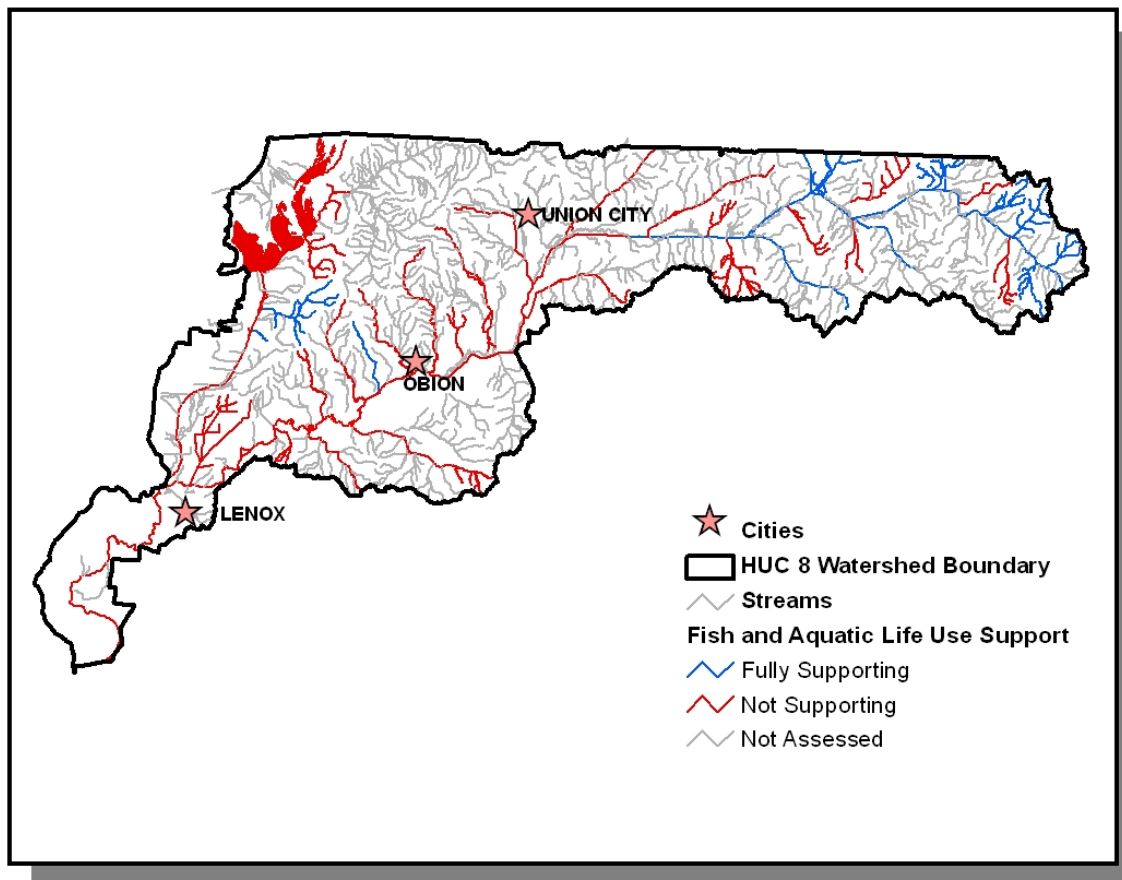 UNION CITY
OBION
LENOX
Cities
HUC 8 Watershed Boundary
Streams
Fish and Aquatic Life Use Support
Fully Supporting
Not Supporting
Not Assessed